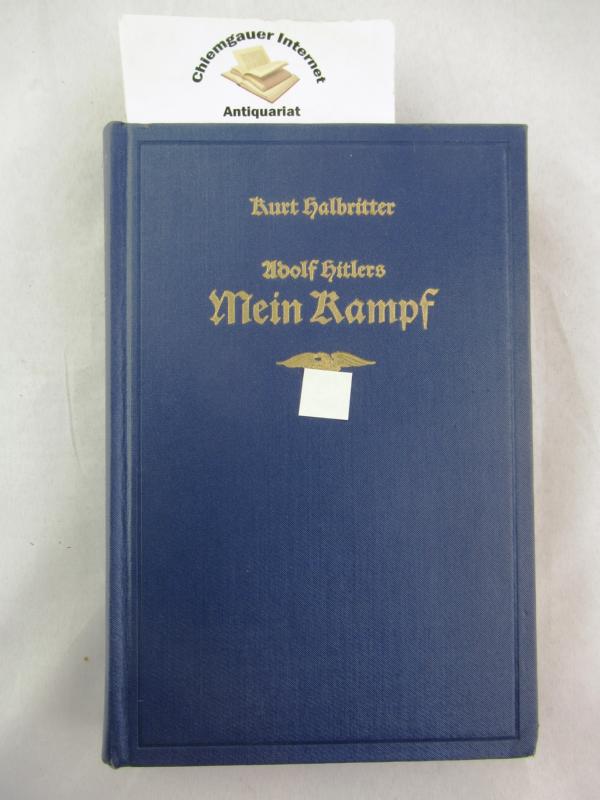 Chiemgauer Internet
Antiquariat
Kurt Halbritter
Adolf Hitlers
Mein Kampf